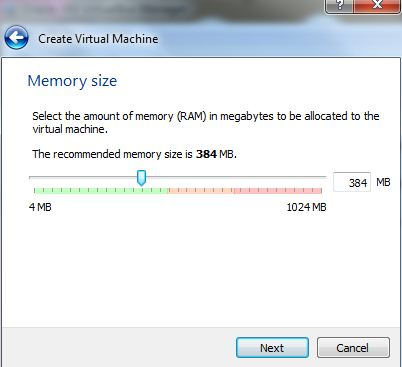 Create Virtual Machine
Memory size
Select the amount of memory (RAM) in megabytes to be allocated to the
virtual machine.
The recommended memory size is 384 MB.
384 MB
4 MB 1024 MB
Next Cancel